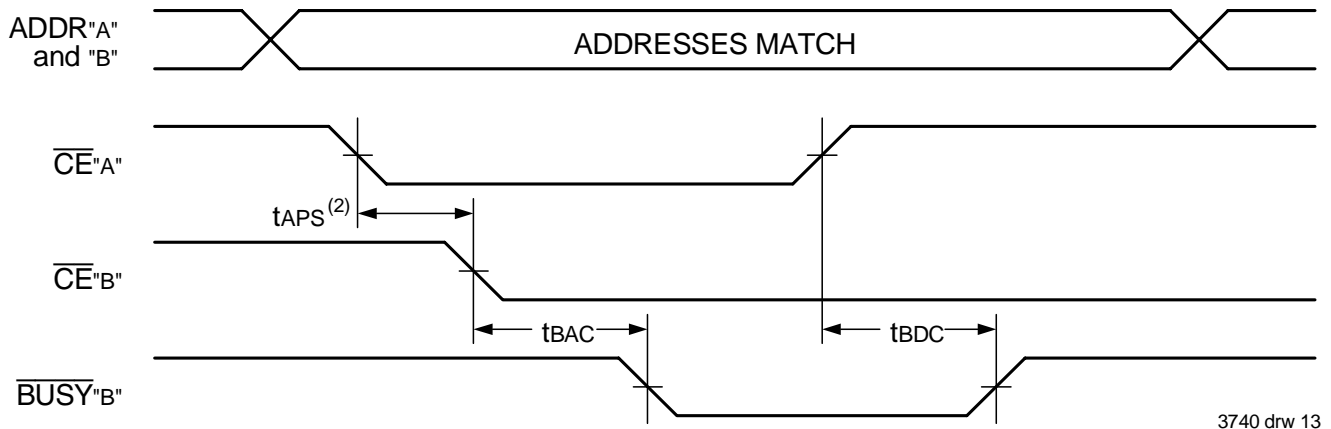 ADDR"A"
and "B"
ADDRESSES MATCH
CE"A"
tAPS(2)
CE"B"
tBAC
tBDC
BUSY"B"
3740 drw 13